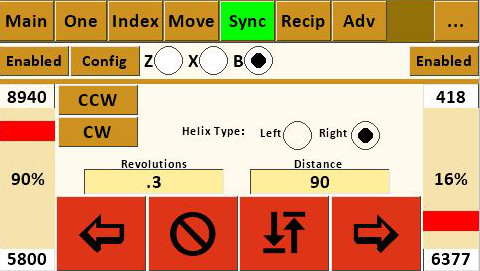 Main One Index Move Sync Recip Adv ...
Enabled Config Z X B Enabled
8940 CCW 418
CW Helix Type: Left Right
Revolutions Distance
90% .3 90 16%
5800 6377